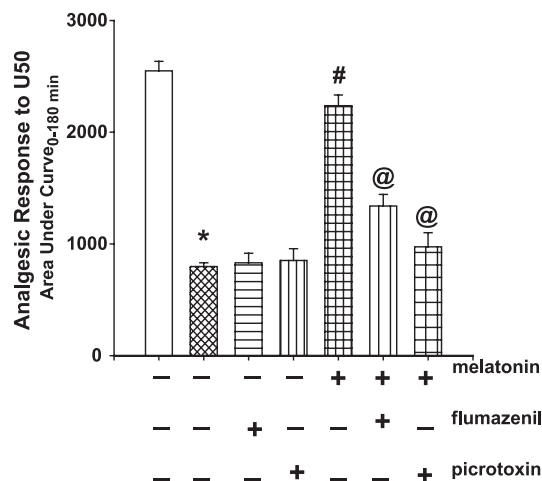 Analgesic Response to U50
Area Under Curve0-180 min
3000
2000
1000
0
*
#
@
@
− − − − + + + melatonin
− − + − − + − flumazenil
− − − + − − + picrotoxin